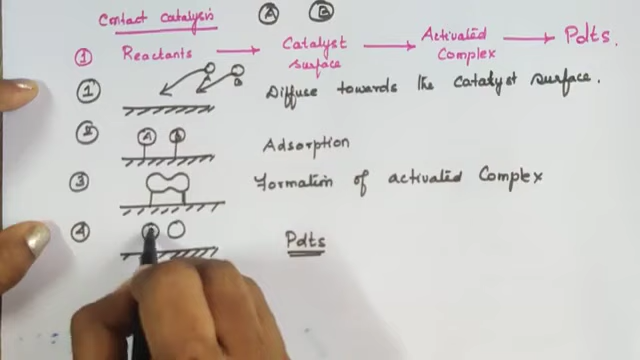 Contact Catalysis A B
① Reactants → Catalyst surface → Activated Complex → Pdts.
① Diffuse towards the Catalyst surface.
② A B Adsorption
③ Formation of activated Complex
④ Pdts